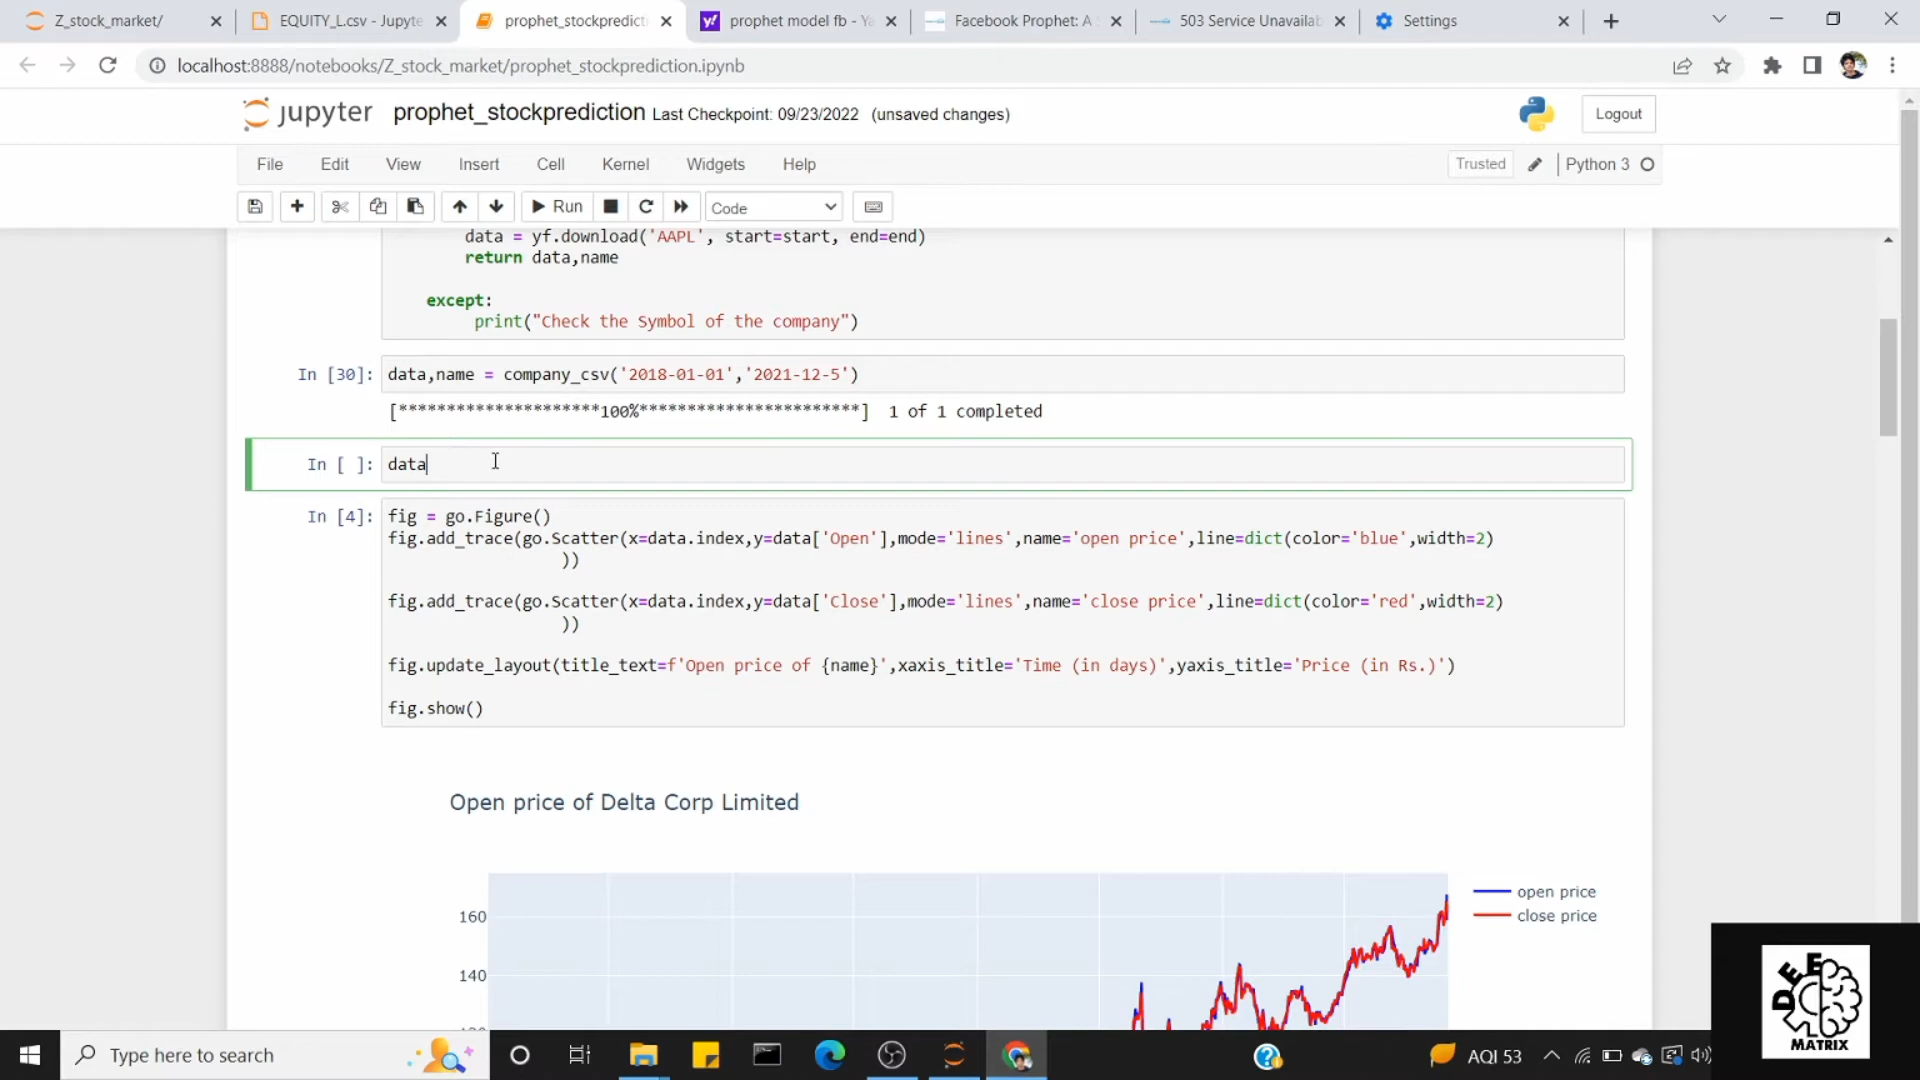 Z_stock_market/
EQUITY_L.csv - Jupyte
prophet_stockpredicti
prophet model fb - Ya
Facebook Prophet: A S
503 Service Unavailab
Settings
localhost:8888/notebooks/Z_stock_market/prophet_stockprediction.ipynb
jupyter prophet_stockprediction Last Checkpoint: 09/23/2022 (unsaved changes)
Logout
File Edit View Insert Cell Kernel Widgets Help
Trusted
Python 3
Run
Code
data = yf.download('AAPL', start=start, end=end)
return data,name
except:
print("Check the Symbol of the company")
In [30]: data,name = company_csv('2018-01-01','2021-12-5')
[*********************100%***********************] 1 of 1 completed
In [ ]: data
In [4]: fig = go.Figure()
fig.add_trace(go.Scatter(x=data.index,y=data['Open'],mode='lines',name='open price',line=dict(color='blue',width=2)
))
fig.add_trace(go.Scatter(x=data.index,y=data['Close'],mode='lines',name='close price',line=dict(color='red',width=2)
))
fig.update_layout(title_text=f'Open price of {name}',xaxis_title='Time (in days)',yaxis_title='Price (in Rs.)')
fig.show()
Open price of Delta Corp Limited
open price
close price
160
140
DEE
MATRIX
Type here to search
AQI 53